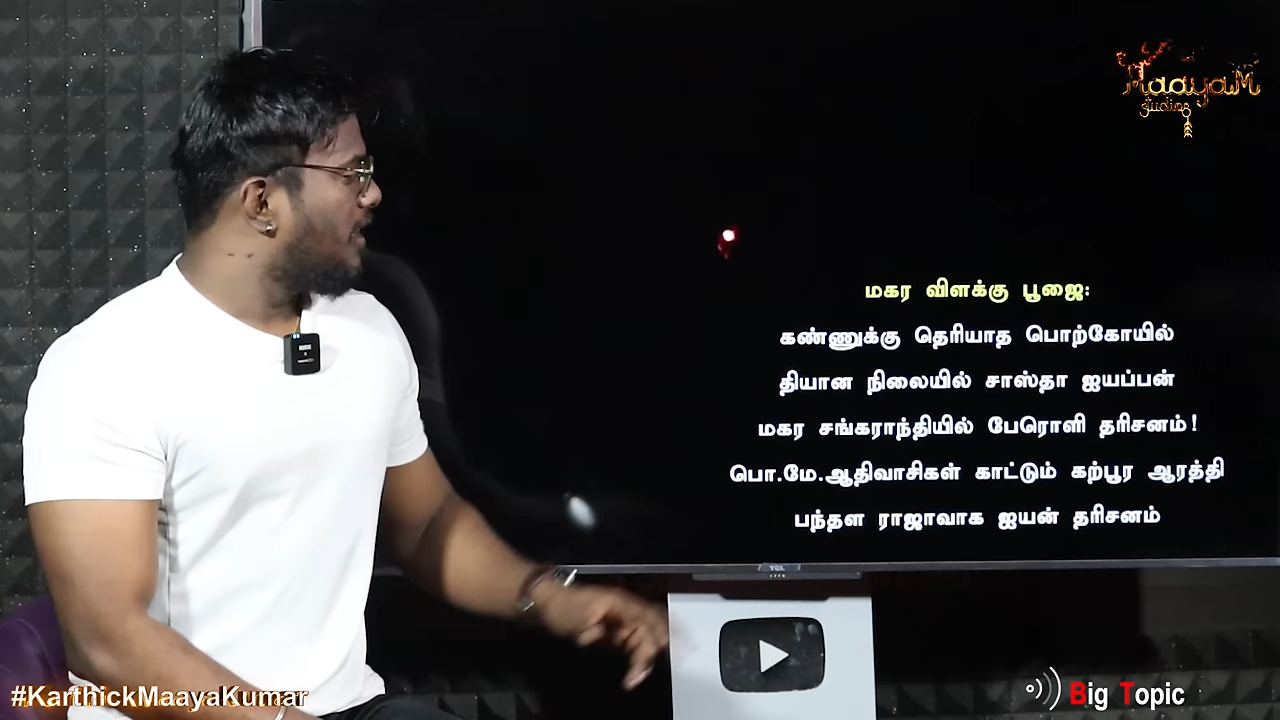 MaayaM
studios
மகர விளக்கு பூஜை:
கண்ணுக்கு தெரியாத பொற்கோயில்
தியான நிலையில் சாஸ்தா ஐயப்பன்
மகர சங்கராந்தியில் பேரொளி தரிசனம்!
பொ.மே.ஆதிவாசிகள் காட்டும் கற்பூர ஆரத்தி
பந்தள ராஜாவாக ஐயன் தரிசனம்
TCL
#KarthickMaayaKumar
Big Topic